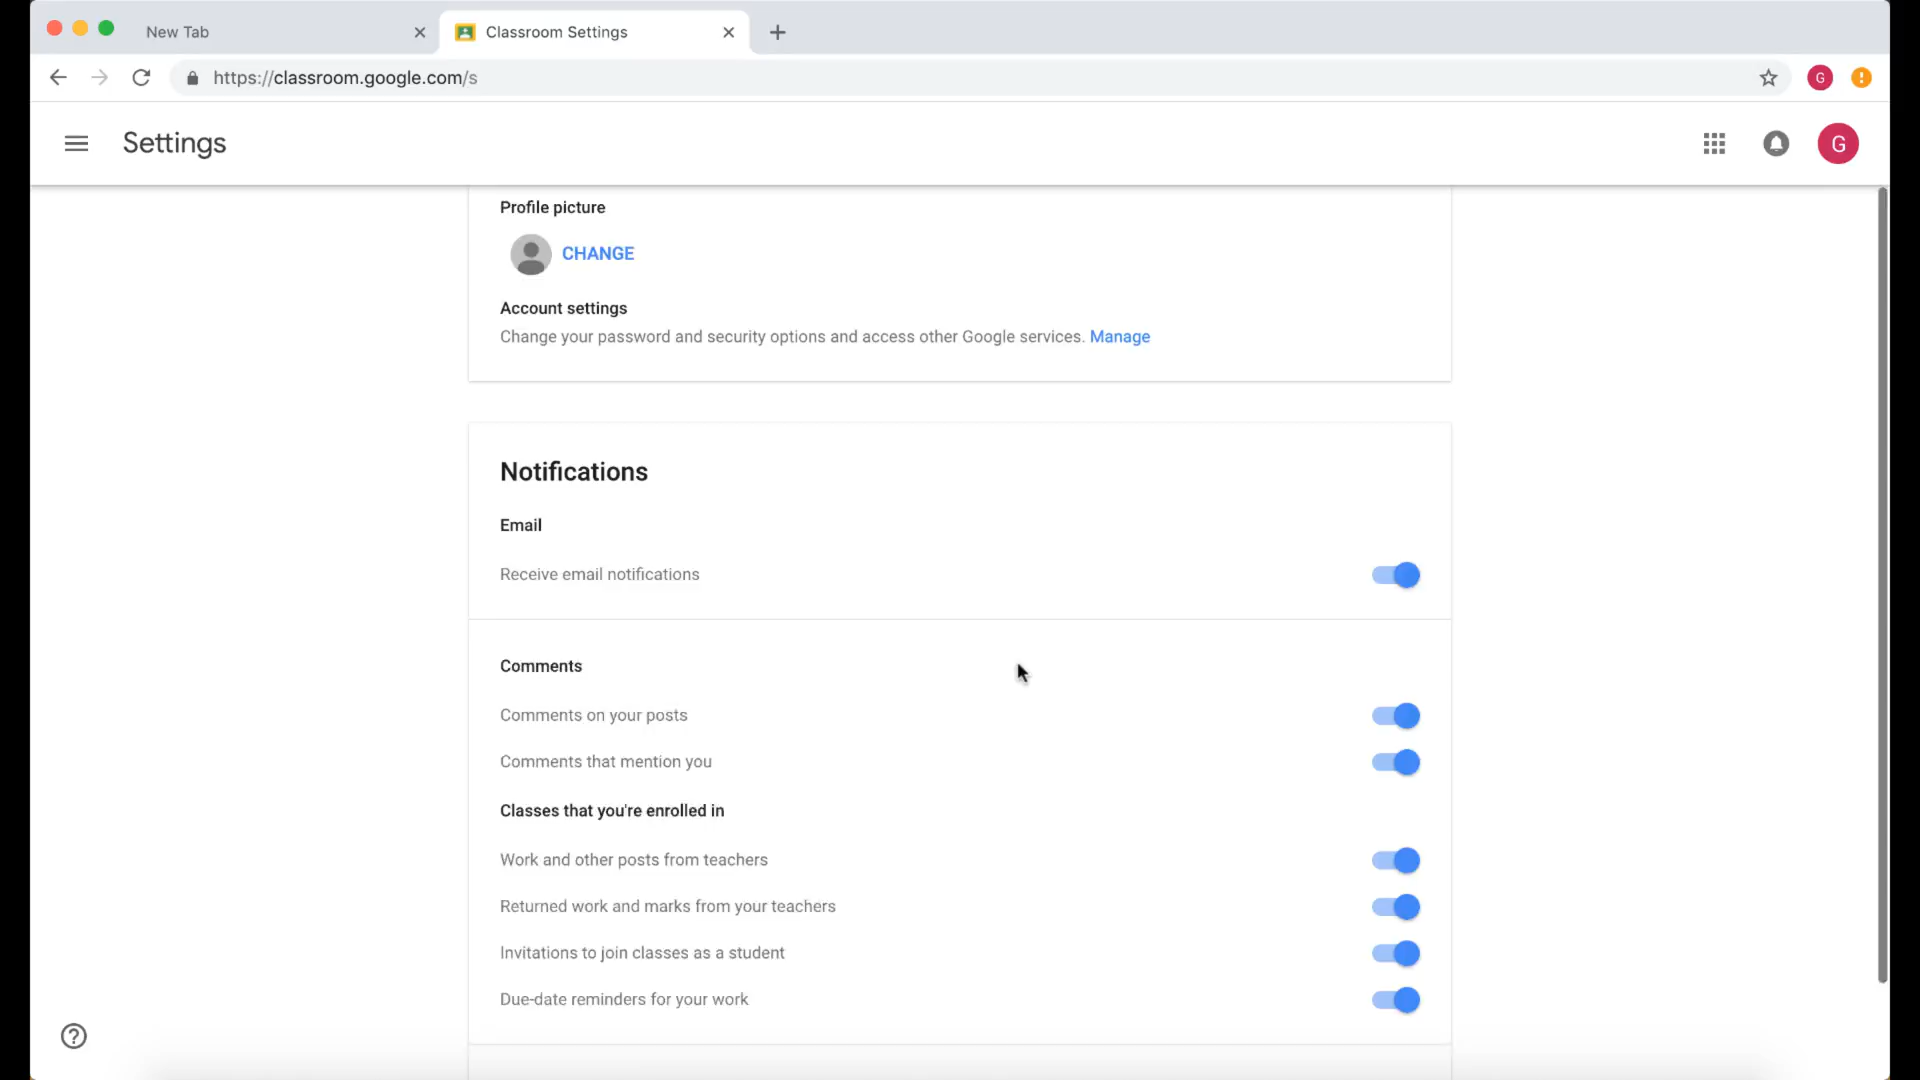 New Tab
Classroom Settings
https://classroom.google.com/s
G
Settings
G
Profile picture
CHANGE
Account settings
Change your password and security options and access other Google services. Manage
Notifications
Email
Receive email notifications
Comments
Comments on your posts
Comments that mention you
Classes that you're enrolled in
Work and other posts from teachers
Returned work and marks from your teachers
Invitations to join classes as a student
Due-date reminders for your work